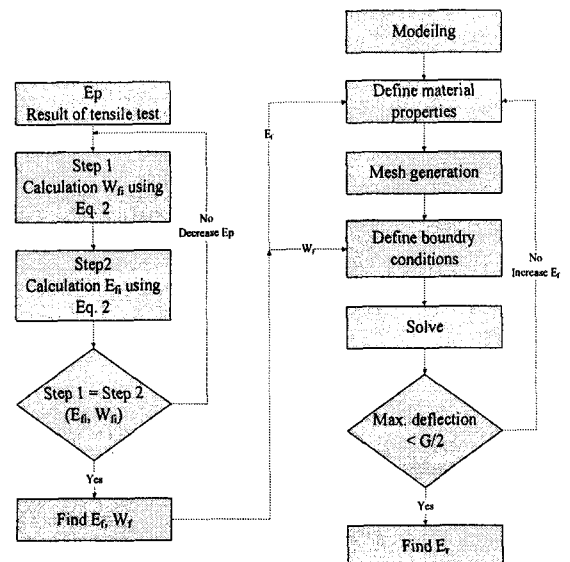 Ep
Result of tensile test
Step 1
Calculation Wfi using
Eq. 2
No
Decrease Ep
Step2
Calculation Efi using
Eq. 2
Step 1 = Step 2
(Efi, Wfi)
Yes
Find Ef, Wf
Ef
Wf
Modeilng
Define material
properties
Mesh generation
Define boundry
conditions
No
Increase Ef
Solve
Max. deflection
< G/2
Yes
Find Er